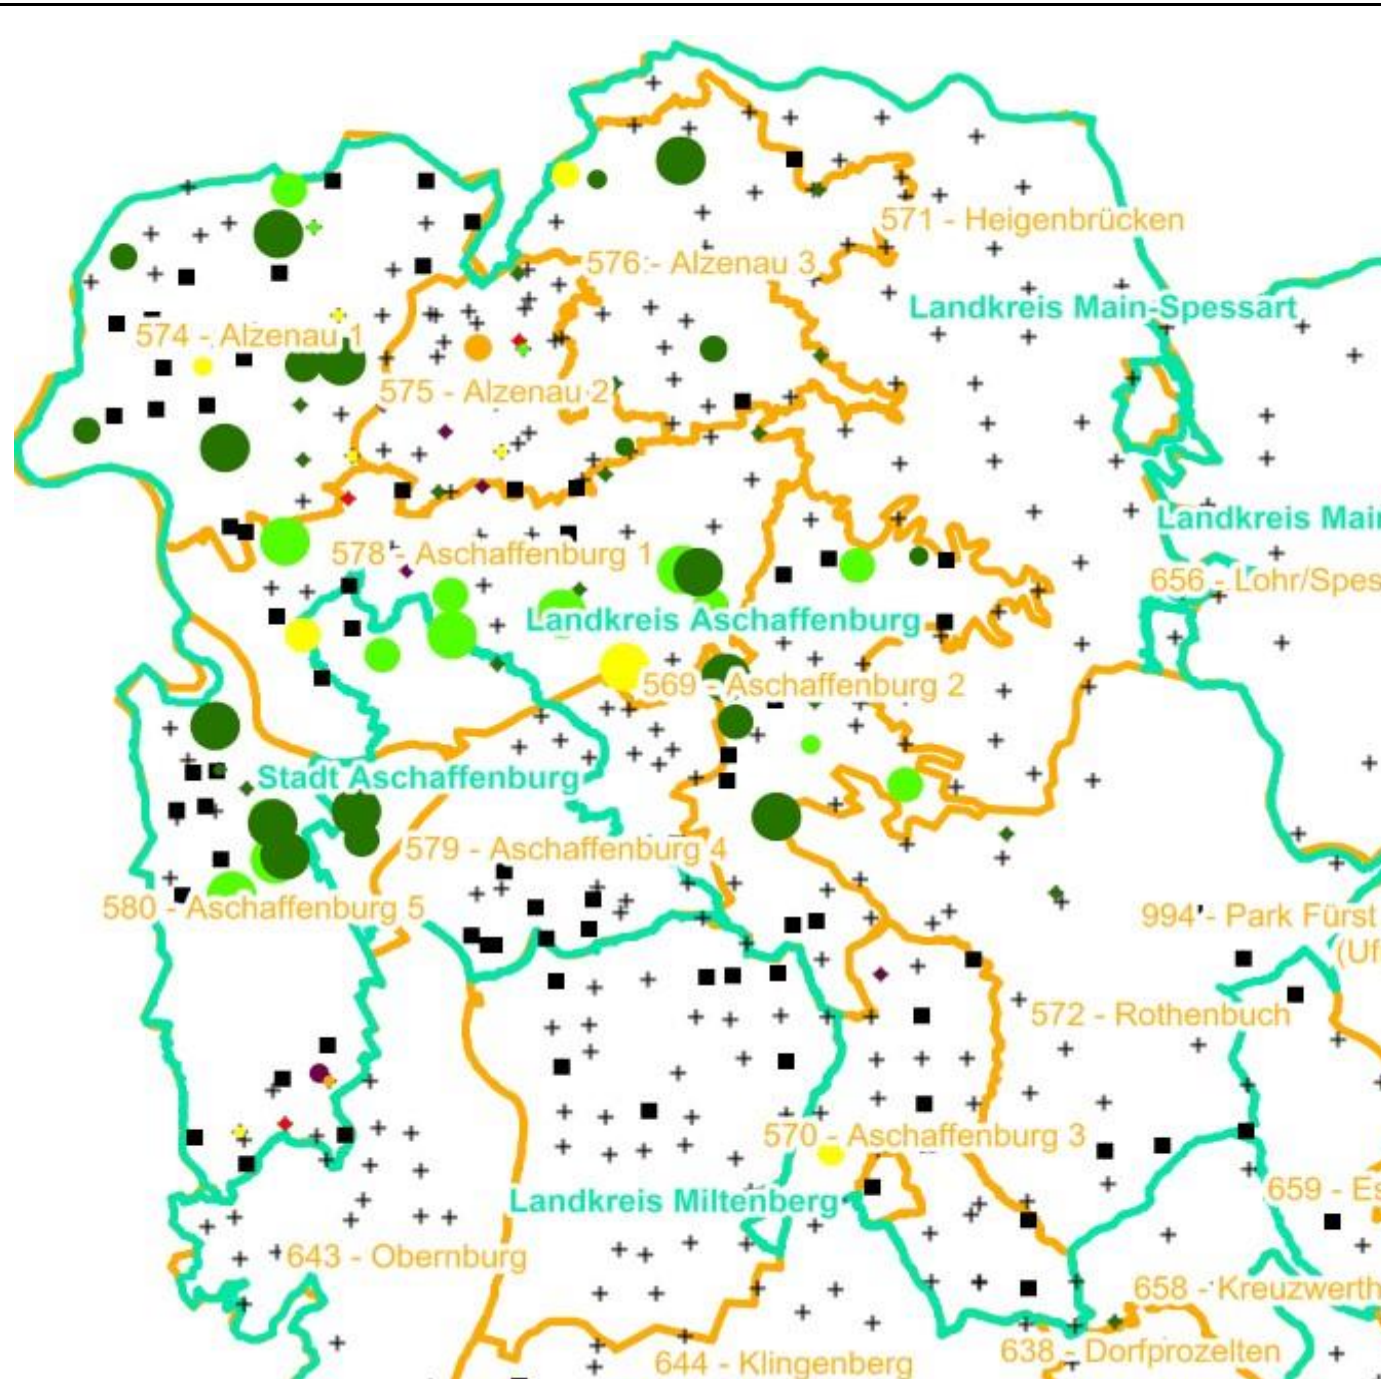 571 - Heigenbrücken
576 - Alzenau 3
Landkreis Main-Spessart
574 - Alzenau 1
575 - Alzenau 2
Landkreis Mai
578 - Aschaffenburg 1
656 - Lohr/Spes
Landkreis Aschaffenburg
569 - Aschaffenburg 2
Stadt Aschaffenburg
579 - Aschaffenburg 4
580 - Aschaffenburg 5
994 - Park Fürst
(Uf
572 - Rothenbuch
570 - Aschaffenburg 3
659 - Es
Landkreis Miltenberg
643 - Obernburg
658 - Kreuzwerth
638 - Dorfprozelten
644 - Klingenberg